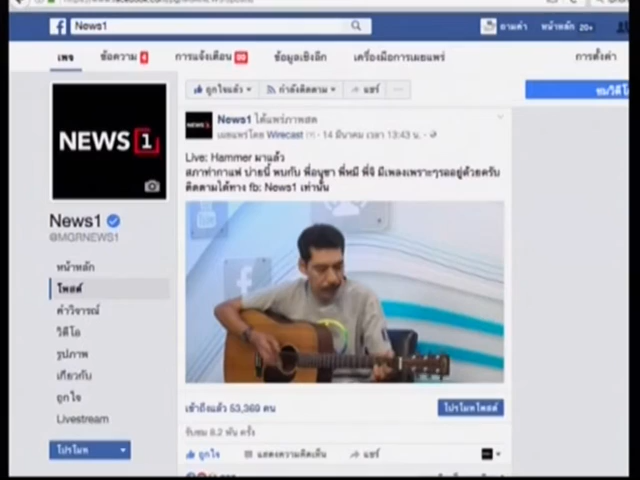 News1
ถามคำ หน้าหลัก 20+
เพจ ข้อความ การแจ้งเตือน ข้อมูลเชิงลึก เครื่องมือการเผยแพร่ การตั้งค่า
ถูกใจแล้ว กำลังติดตาม แชร์ ...
NEWS 1
News1
@MGRNEWS1
หน้าหลัก
โพสต์
คำวิจารณ์
วิดีโอ
รูปภาพ
เกี่ยวกับ
ถูกใจ
Livestream
โปรโมท
News1 ได้แพร่ภาพสด
เผยแพร่โดย Wirecast 14 มีนาคม เวลา 13:43 น.
Live: Hammer มาแล้ว
สภาท่ากาแฟ บ่ายนี้ พบกับ พี่อนุชา พี่หมี พี่จิ มีเพลงเพราะๆรออยู่ด้วยครับ
ติดตามได้ทาง fb: News1 เท่านั้น
เข้าถึงแล้ว 53,369 คน
โปรโมทโพสต์
รับชม 8.2 พัน ครั้ง
ถูกใจ แสดงความคิดเห็น แชร์